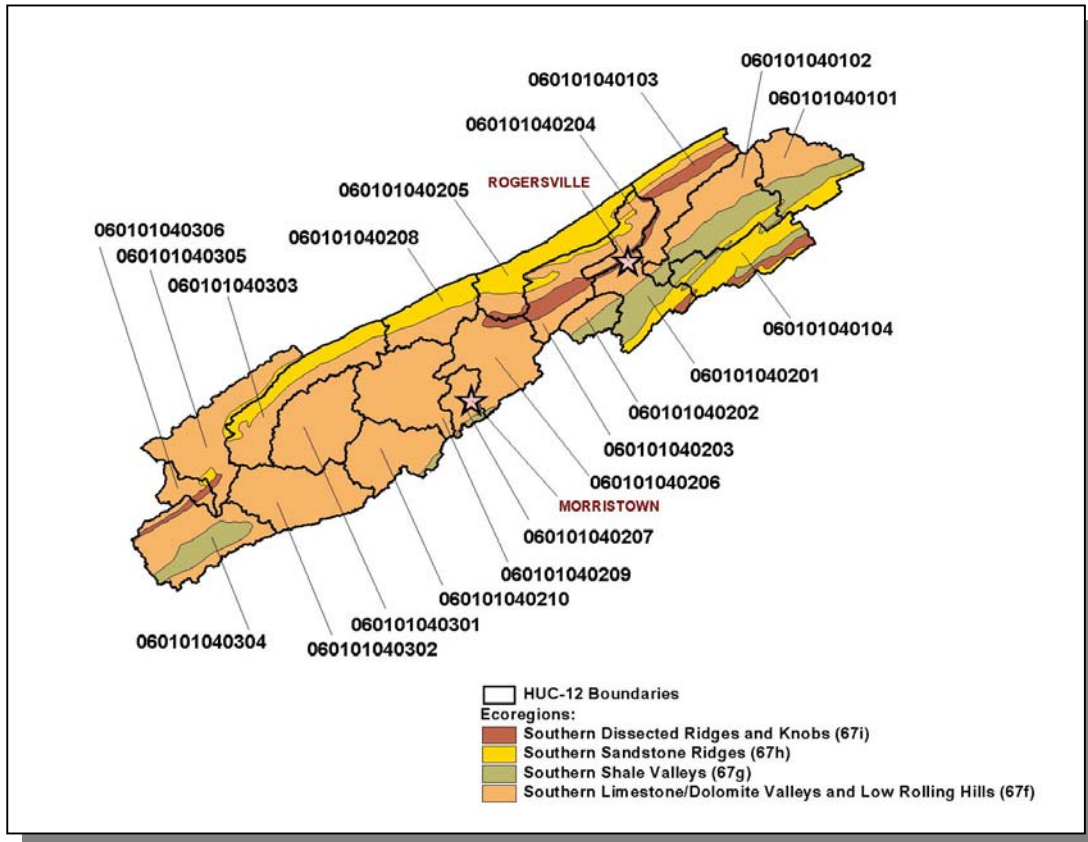 060101040102
060101040103
060101040101
060101040204
ROGERSVILLE
060101040205
060101040306
060101040208
060101040305
060101040303
060101040104
060101040201
060101040202
060101040203
060101040206
MORRISTOWN
060101040207
060101040209
060101040210
060101040301
060101040304
060101040302
HUC-12 Boundaries
Ecoregions:
Southern Dissected Ridges and Knobs (67i)
Southern Sandstone Ridges (67h)
Southern Shale Valleys (67g)
Southern Limestone/Dolomite Valleys and Low Rolling Hills (67f)